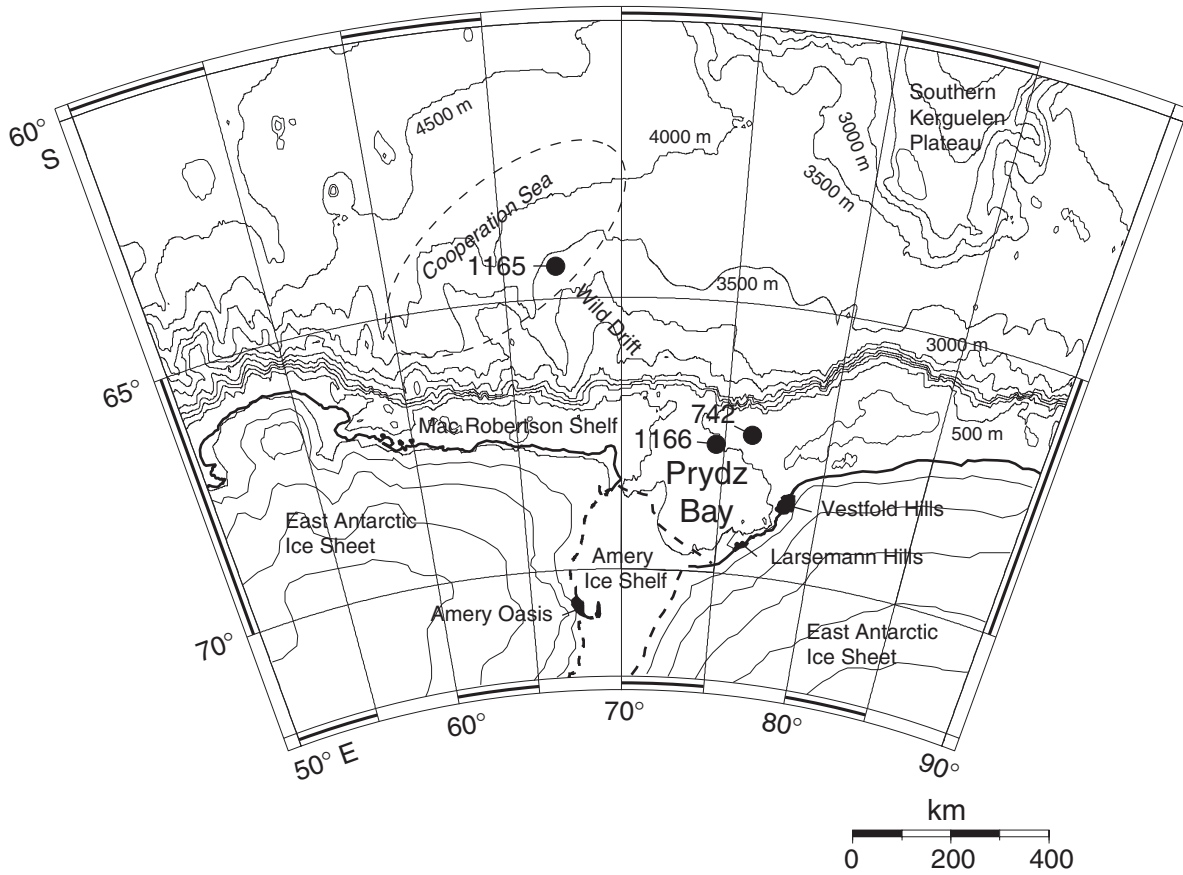 Southern
Kerguelen
Plateau
60°
S
4500 m
4000 m
3000 m
3500 m
Cooperation Sea
1165
3500 m
Wild Drift
3000 m
65°
742
Mac Robertson Shelf
1166
500 m
Prydz
Bay
Vestfold Hills
East Antarctic
Ice Sheet
Amery
Ice Shelf
Larsemann Hills
Amery Oasis
East Antarctic
Ice Sheet
70°
50° E
60°
70°
80°
90°
km
0 200 400